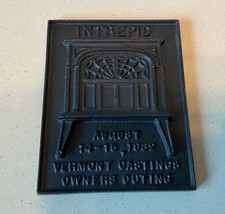 INTREPID
AUGUST
14-15, 1982
VERMONT CASTINGS
OWNERS OUTING